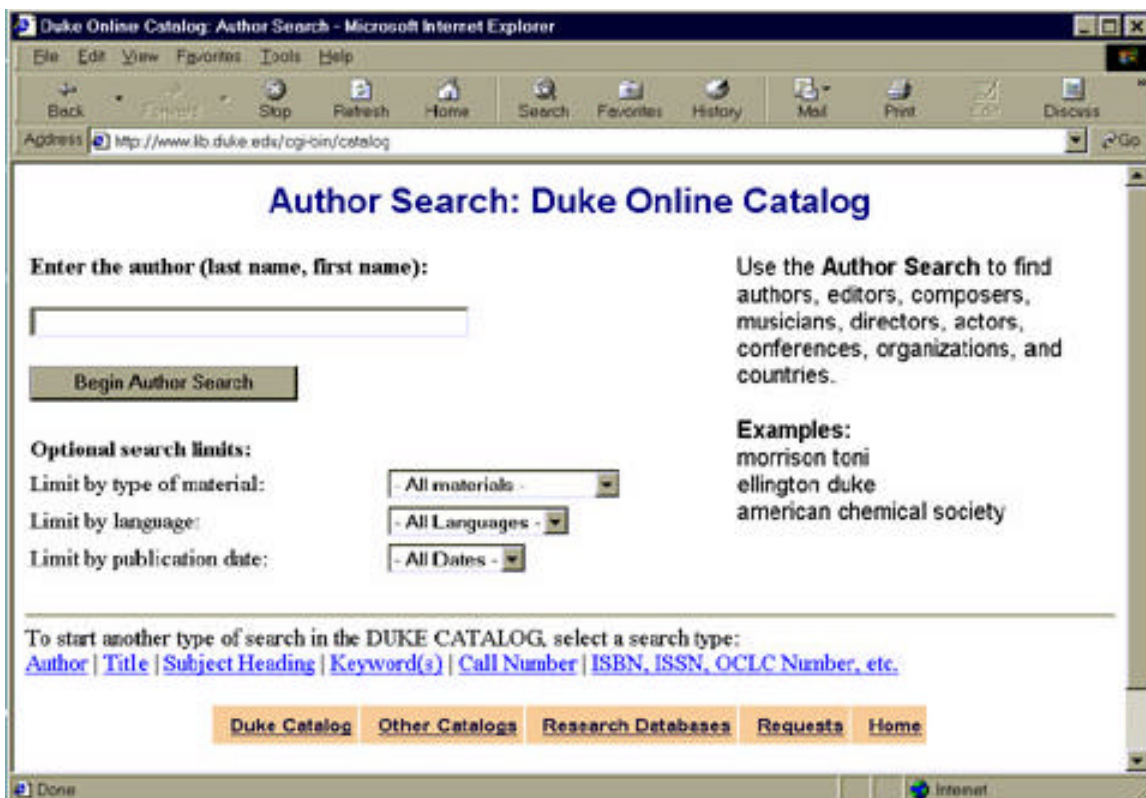 Duke Online Catalog: Author Search - Microsoft Internet Explorer
File Edit View Favorites Tools Help
Back Forward Stop Refresh Home Search Favorites History Mail Print Edit Discuss
Address http://www.lib.duke.edu/cgi-bin/catalog Go
Author Search: Duke Online Catalog
Enter the author (last name, first name):
Begin Author Search
Optional search limits:
Limit by type of material: - All materials -
Limit by language: - All Languages -
Limit by publication date: - All Dates -
Use the Author Search to find
authors, editors, composers,
musicians, directors, actors,
conferences, organizations, and
countries.
Examples:
morrison toni
ellington duke
american chemical society
To start another type of search in the DUKE CATALOG, select a search type:
Author | Title | Subject Heading | Keyword(s) | Call Number | ISBN, ISSN, OCLC Number, etc.
Duke Catalog Other Catalogs Research Databases Requests Home
Done Internet